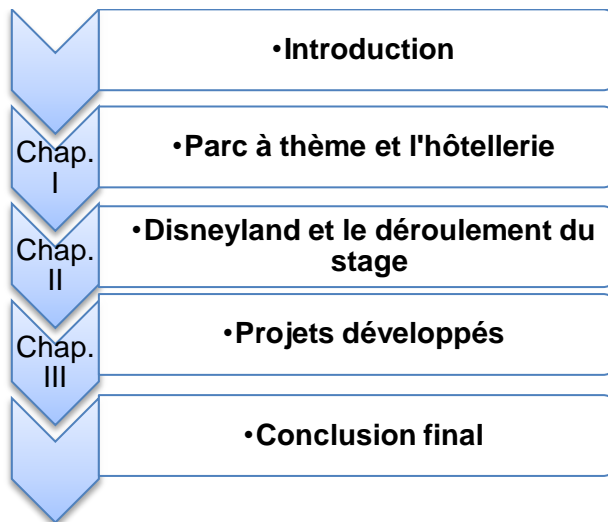 •Introduction
Chap.
I
•Parc à thème et l'hôtellerie
Chap.
II
•Disneyland et le déroulement du
stage
Chap.
III
•Projets développés
•Conclusion final